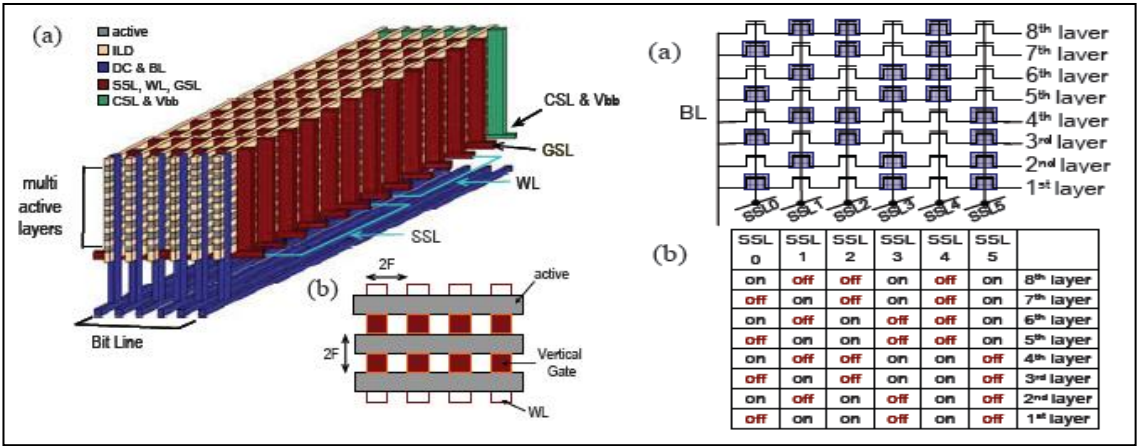 (a)
active
ILD
DC & BL
SSL, WL, GSL
CSL & Vbb
CSL & Vbb
GSL
WL
SSL
multi
active
layers
Bit Line
(b)
2F
active
2F
Vertical
Gate
WL
(a)
BL
8th layer
7th layer
6th layer
5th layer
4th layer
3rd layer
2nd layer
1st layer
SSL0 SSL1 SSL2 SSL3 SSL4 SSL5
(b)
SSL 0 SSL 1 SSL 2 SSL 3 SSL 4 SSL 5
on off off on off on 8th layer
off on off on off on 7th layer
on off on off off on 6th layer
off on on off off on 5th layer
on off off on on off 4th layer
off on off on on off 3rd layer
on off on off on off 2nd layer
off on on off on off 1st layer